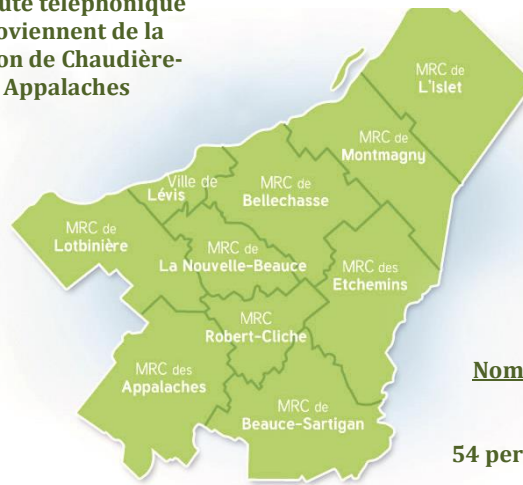 oute téléphonique
oviennent de la
on de Chaudière-
Appalaches
MRC de
L'Islet
MRC de
Montmagny
Ville de
Lévis
MRC de
Bellechasse
MRC de
Lotbinière
MRC de
La Nouvelle-Beauce
MRC des
Etchemins
MRC
Robert-Cliche
MRC des
Appalaches
MRC de
Beauce-Sartigan
Nom
54 per